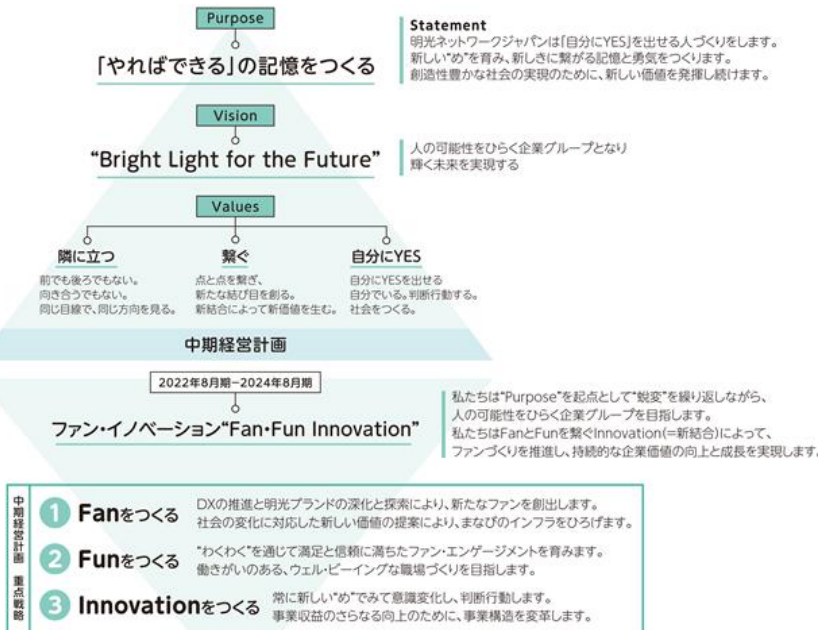 Purpose
「やればできる」の記憶をつくる
Statement
明光ネットワークジャパンは「自分にYES」を出せる人づくりをします。
新しい“め”を育み、新しきに繋がる記憶と勇気をつくります。
創造性豊かな社会の実現のために、新しい価値を発揮し続けます。
Vision
“Bright Light for the Future”
人の可能性をひらく企業グループとなり
輝く未来を実現する
Values
隣に立つ
前でも後ろでもない。
向き合うでもない。
同じ目線で、同じ方向を見る。
繋ぐ
点と点を繋ぎ、
新たな結び目を創る。
新結合によって新価値を生む。
自分にYES
自分にYESを出せる
自分でいる。判断行動する。
社会をつくる。
中期経営計画
2022年8月期−2024年8月期
ファン・イノベーション“Fan・Fun Innovation”
私たちは“Purpose”を起点として“蛻変”を繰り返しながら、
人の可能性をひらく企業グループを目指します。
私たちはFanとFunを繋ぐInnovation(=新結合)によって、
ファンづくりを推進し、持続的な企業価値の向上と成長を実現します。
中期経営計画 重点戦略
1 Fanをつくる
DXの推進と明光ブランドの深化と探索により、新たなファンを創出します。
社会の変化に対応した新しい価値の提案により、まなびのインフラをひろげます。
2 Funをつくる
“わくわく”を通じて満足と信頼に満ちたファン・エンゲージメントを育みます。
働きがいのある、ウェル・ビーイングな職場づくりを目指します。
3 Innovationをつくる
常に新しい“め”でみて意識変化し、判断行動します。
事業収益のさらなる向上のために、事業構造を変革します。